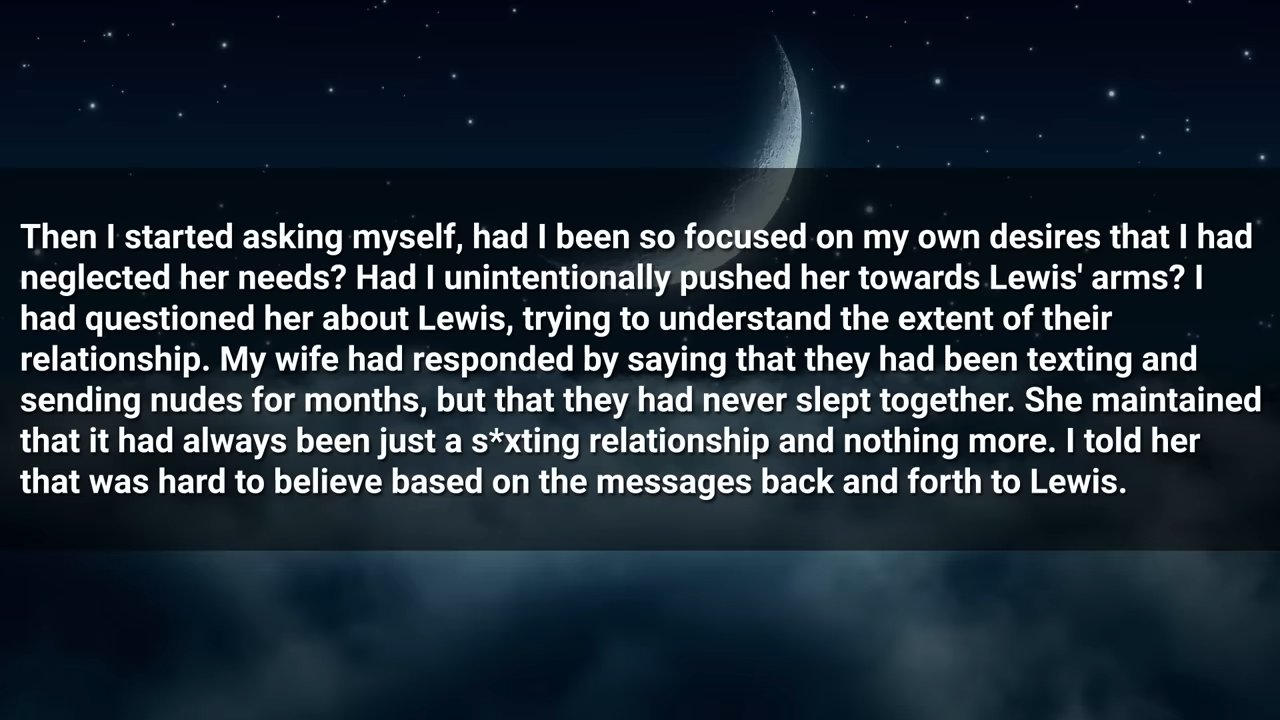 Then I started asking myself, had I been so focused on my own desires that I had
neglected her needs? Had I unintentionally pushed her towards Lewis' arms? I
had questioned her about Lewis, trying to understand the extent of their
relationship. My wife had responded by saying that they had been texting and
sending nudes for months, but that they had never slept together. She maintained
that it had always been just a s*xting relationship and nothing more. I told her
that was hard to believe based on the messages back and forth to Lewis.